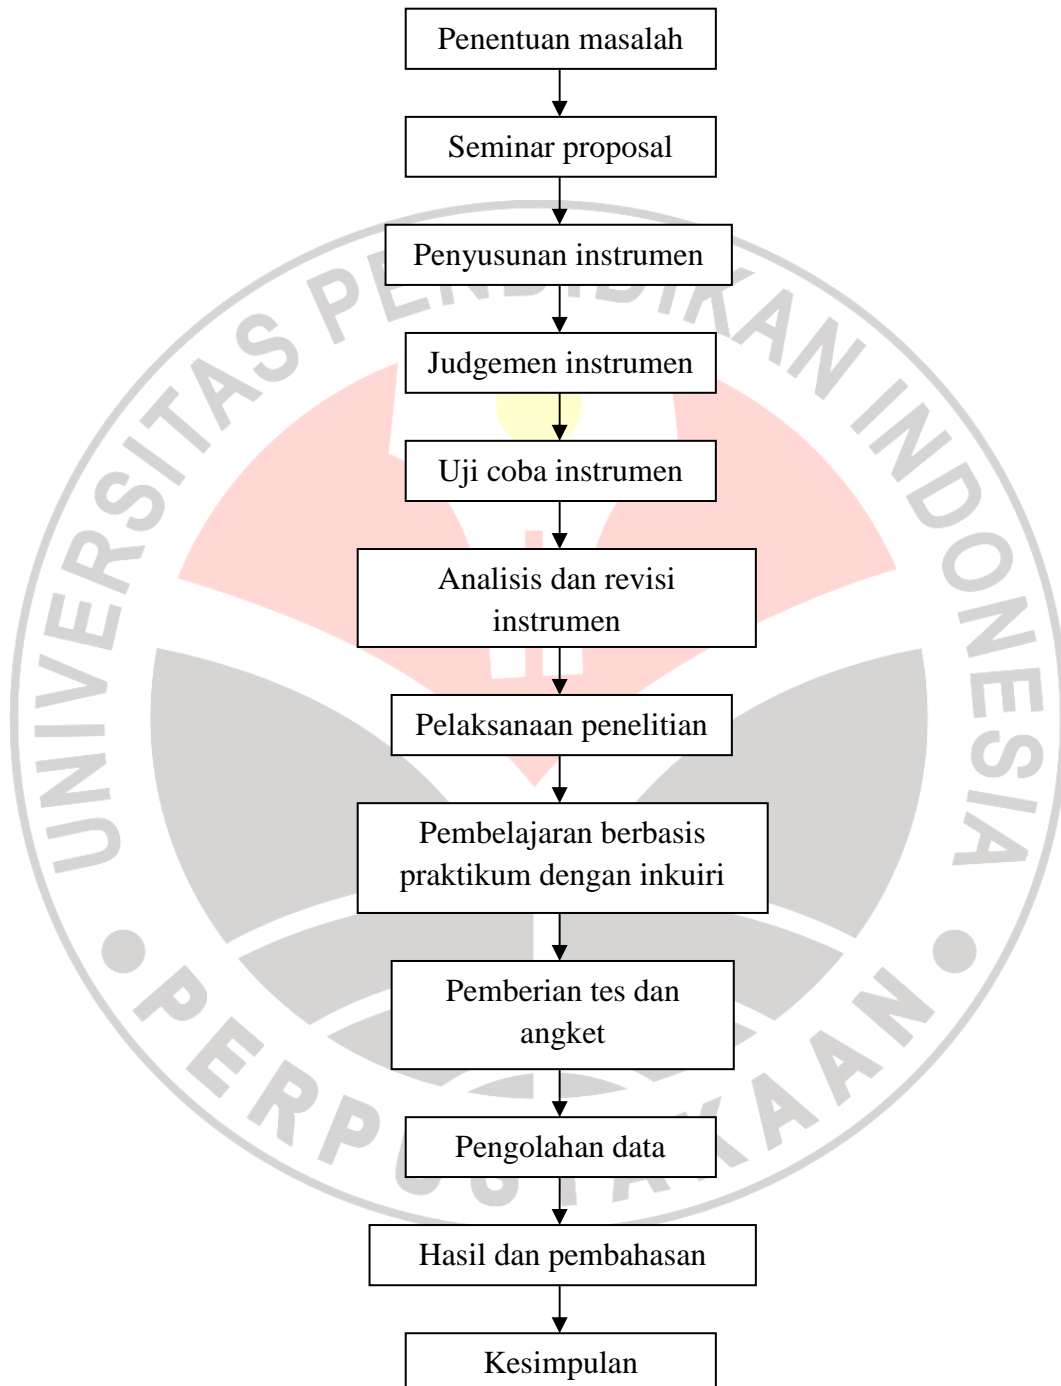 Penentuan masalah
Seminar proposal
Penyusunan instrumen
Judgemen instrumen
Uji coba instrumen
Analisis dan revisi
instrumen
Pelaksanaan penelitian
Pembelajaran berbasis
praktikum dengan inkuiri
Pemberian tes dan
angket
Pengolahan data
Hasil dan pembahasan
Kesimpulan
UNIVERSITAS PENDIDIKAN INDONESIA
PERPUSTAKAAN